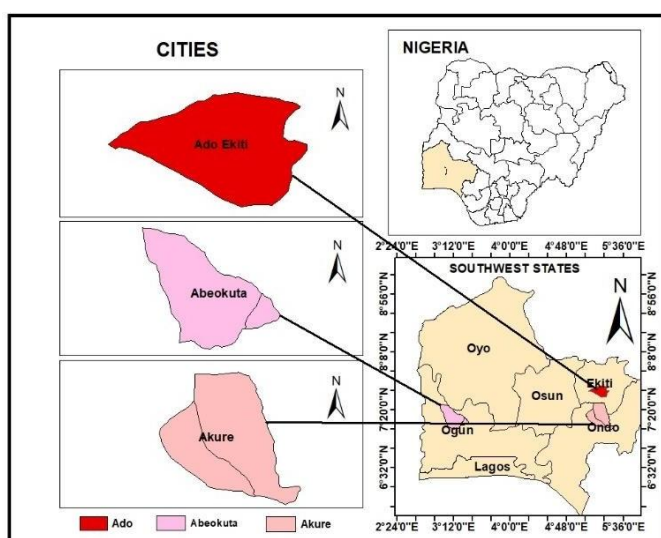 CITIES
N
Ado Ekiti
N
Abeokuta
N
Akure
Ado
Abeokuta
Akure
NIGERIA
2°24'0"E 3°12'0"E 4°0'0"E 4°48'0"E 5°36'0"E
SOUTHWEST STATES
N
Oyo
Ekiti
Osun
Ogun
Ondo
Lagos
8°56'0"N
8°8'0"N
7°20'0"N
6°32'0"N
8°56'0"N
8°8'0"N
7°20'0"N
6°32'0"N
2°24'0"E 3°12'0"E 4°0'0"E 4°48'0"E 5°36'0"E